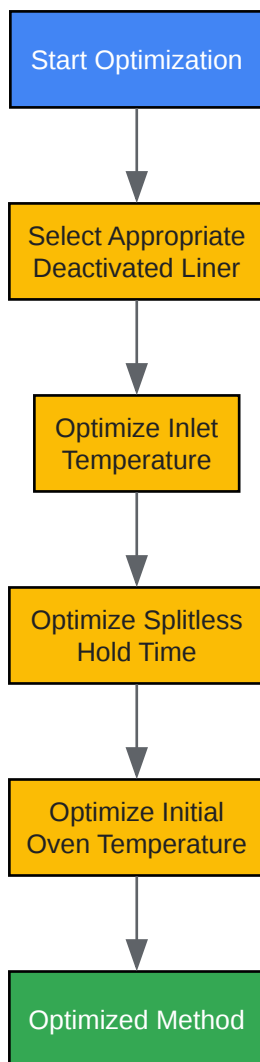 Start Optimization
Select Appropriate
Deactivated Liner
Optimize Inlet
Temperature
Optimize Splitless
Hold Time
Optimize Initial
Oven Temperature
Optimized Method